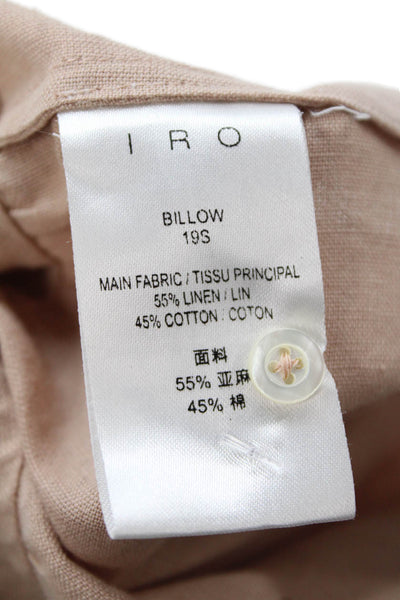 IRO
BILLOW
19S
MAIN FABRIC / TISSU PRINCIPAL
55% LINEN / LIN
45% COTTON / COTON
面料
55% 亚麻
45% 棉